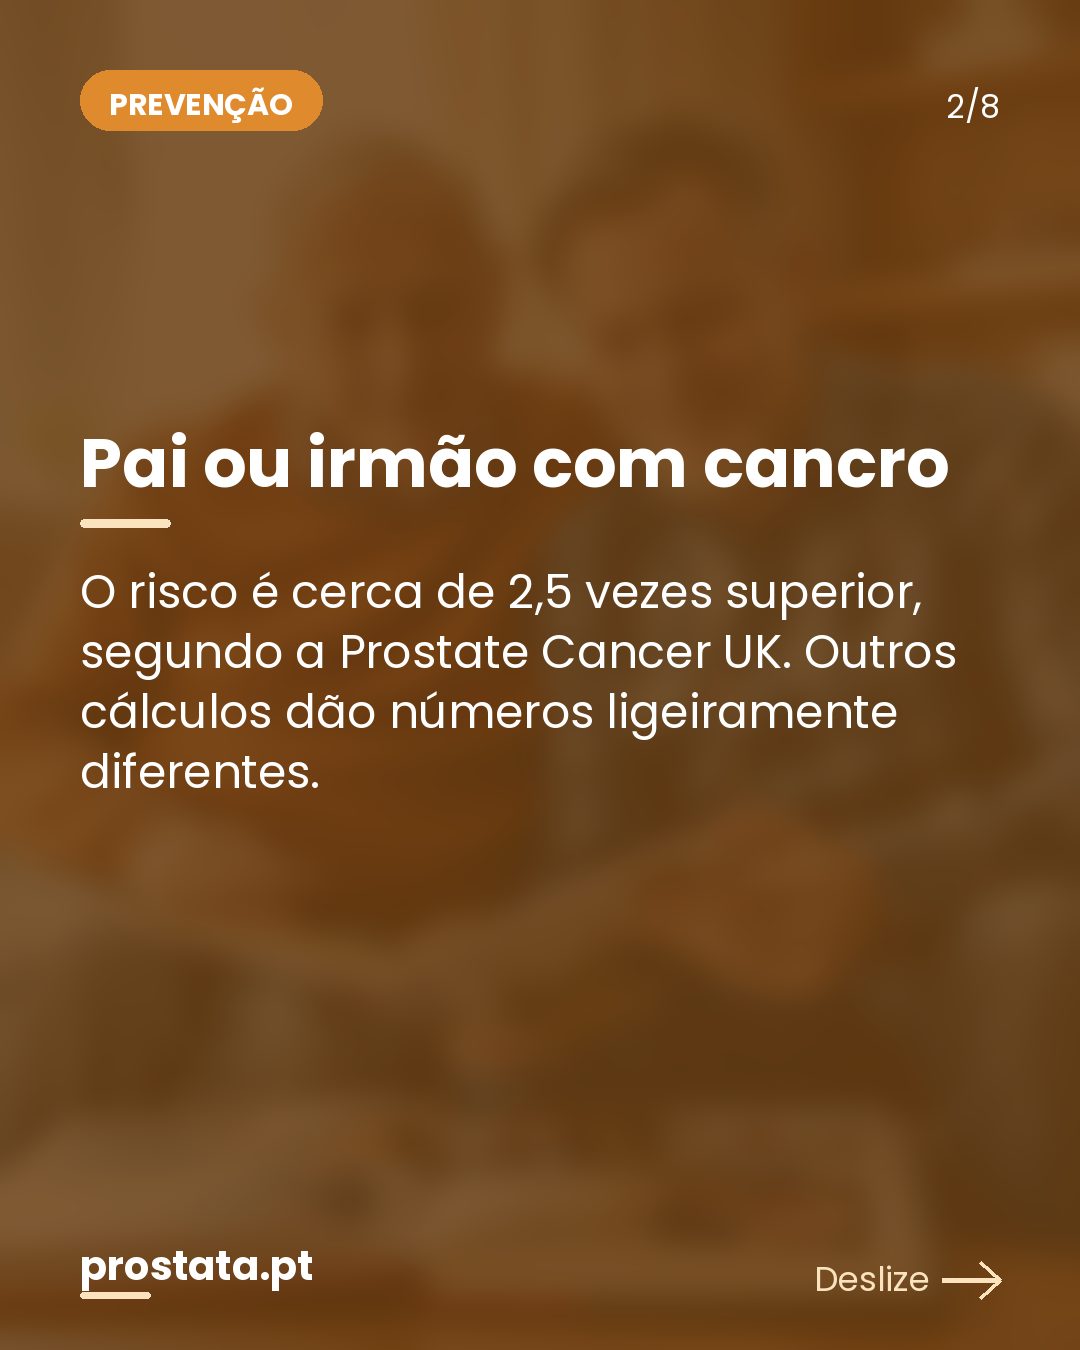 PREVENÇÃO
2/8
Pai ou irmão com cancro
O risco é cerca de 2,5 vezes superior,
segundo a Prostate Cancer UK. Outros
cálculos dão números ligeiramente
diferentes.
prostata.pt
Deslize